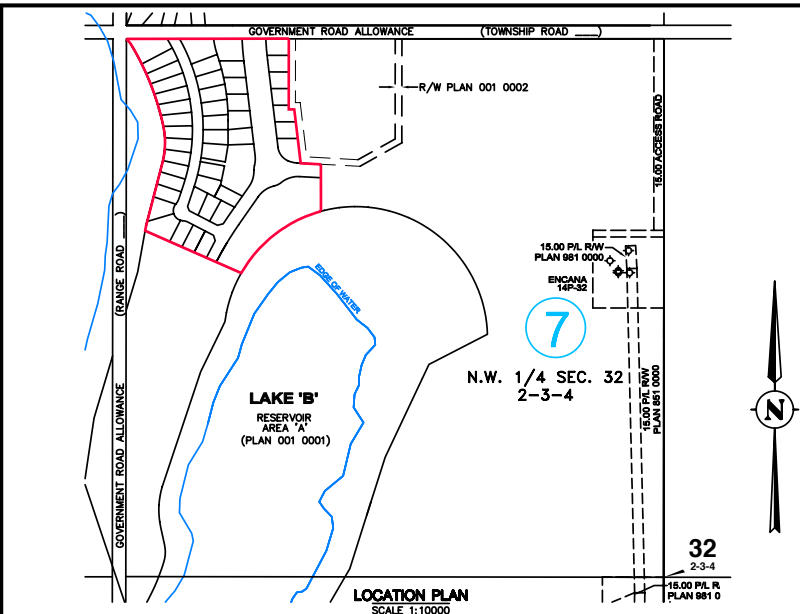 GOVERNMENT ROAD ALLOWANCE (TOWNSHIP ROAD ____)
R/W PLAN 001 0002
15.00 ACCESS ROAD
(RANGE ROAD __)
GOVERNMENT ROAD ALLOWANCE
15.00 P/L R/W
PLAN 981 0000
ENCANA
14P-32
EDGE OF WATER
7
N.W. 1/4 SEC. 32
2-3-4
15.00 P/L R/W
PLAN 851 0000
LAKE 'B'
RESERVOIR
AREA 'A'
(PLAN 001 0001)
N
32
2-3-4
15.00 P/L R.
PLAN 981 0
LOCATION PLAN
SCALE 1:10000